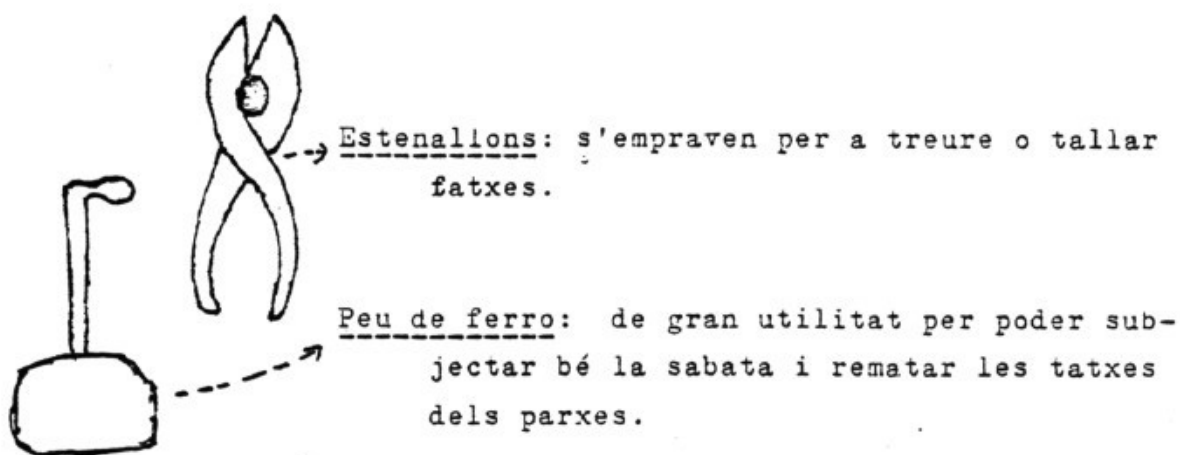 Estenallons: s'empraven per a treure o tallar
fatxes.
Peu de ferro: de gran utilitat per poder sub-
jectar bé la sabata i rematar les tatxes
dels parxes.